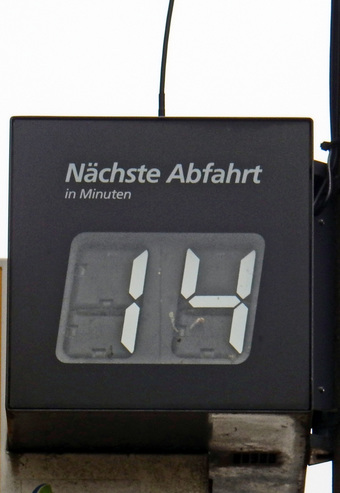 Nächste Abfahrt
in Minuten
14